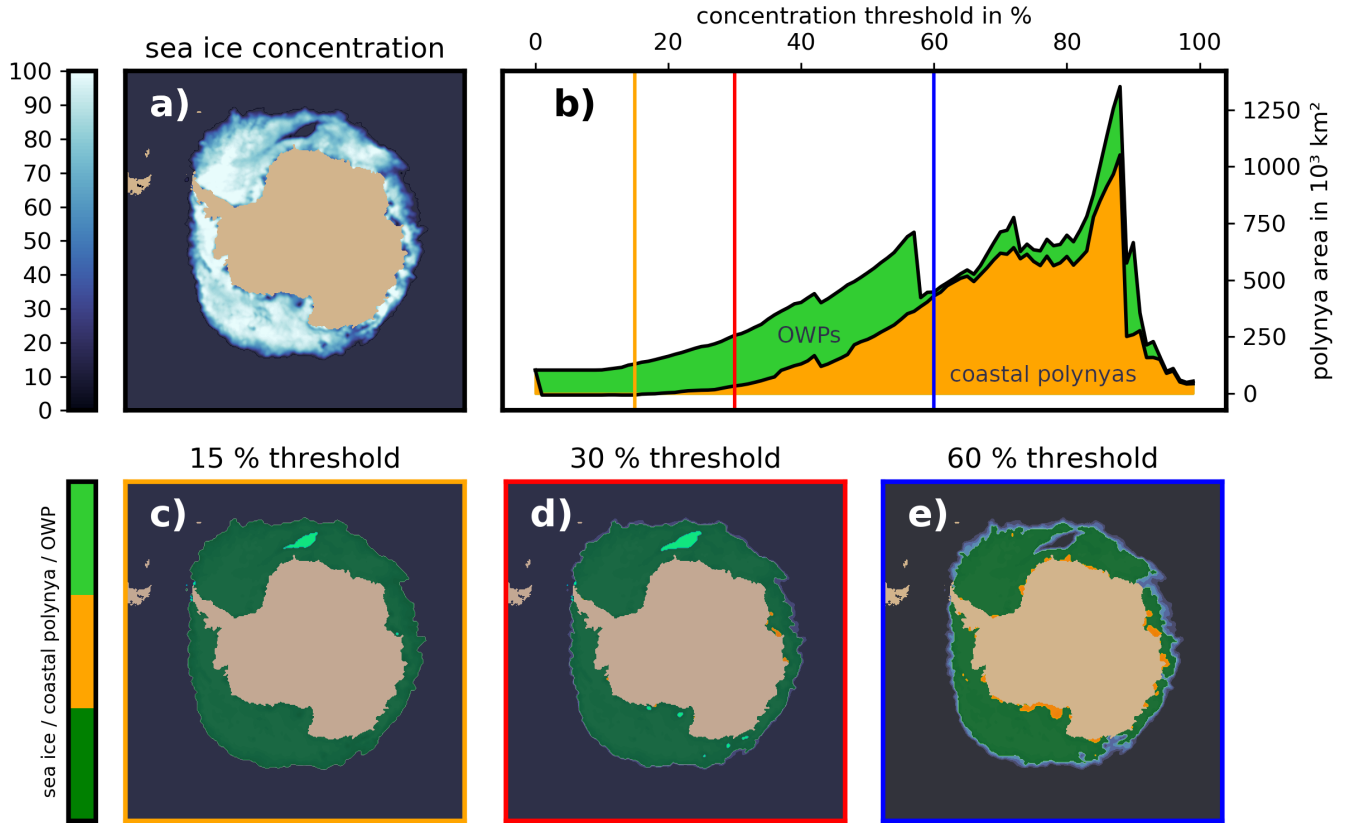 concentration threshold in %
0 20 40 60 80 100
sea ice concentration
100
90
80
70
60
50
40
30
20
10
0
a)
b)
OWPs
coastal polynyas
1250
1000
750
500
250
0
polynya area in 10³ km²
15 % threshold
30 % threshold
60 % threshold
sea ice / coastal polynya / OWP
c)
d)
e)